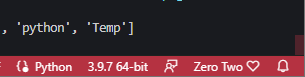 , 'python', 'Temp']
Python 3.9.7 64-bit Zero Two♡